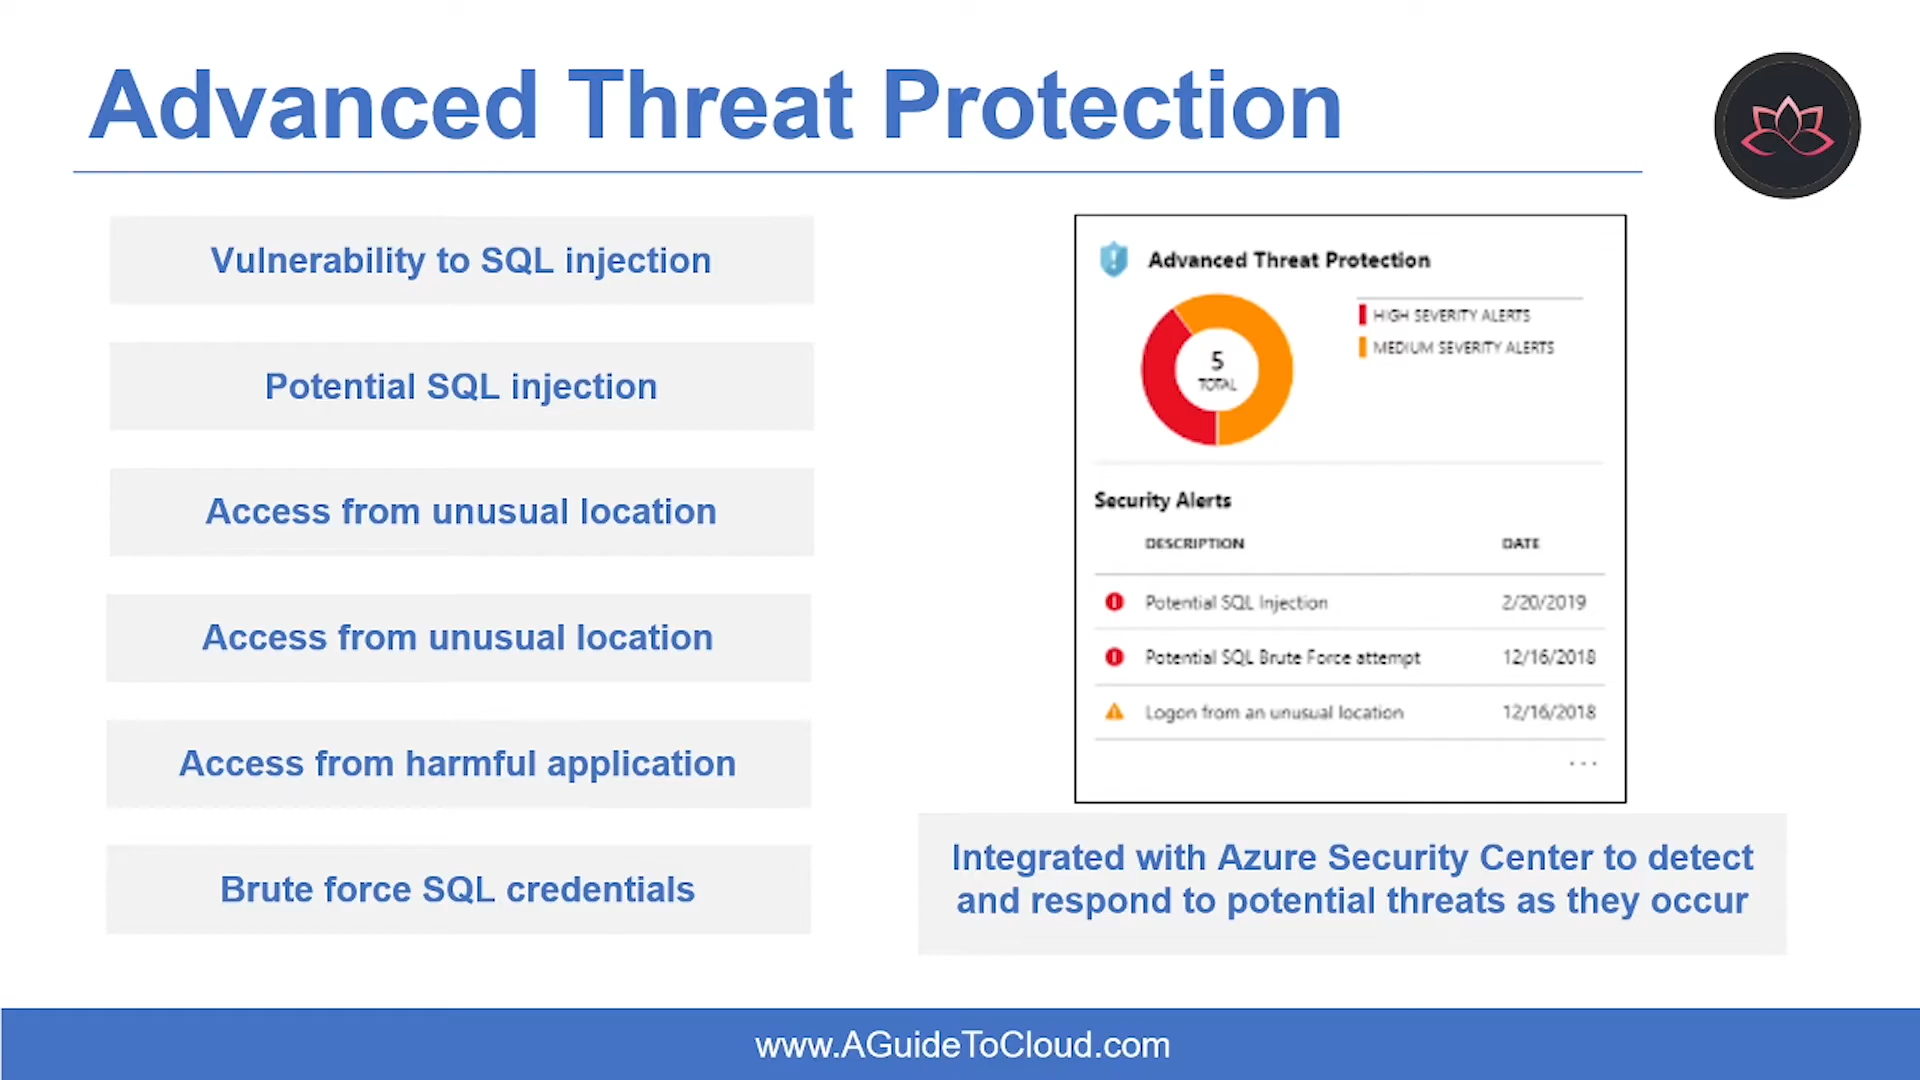 Advanced Threat Protection
Vulnerability to SQL injection
Potential SQL injection
Access from unusual location
Access from unusual location
Access from harmful application
Brute force SQL credentials
Advanced Threat Protection
5
TOTAL
HIGH SEVERITY ALERTS
MEDIUM SEVERITY ALERTS
Security Alerts
DESCRIPTION DATE
Potential SQL Injection 2/20/2019
Potential SQL Brute Force attempt 12/16/2018
Logon from an unusual location 12/16/2018
...
Integrated with Azure Security Center to detect
and respond to potential threats as they occur
www.AGuideToCloud.com